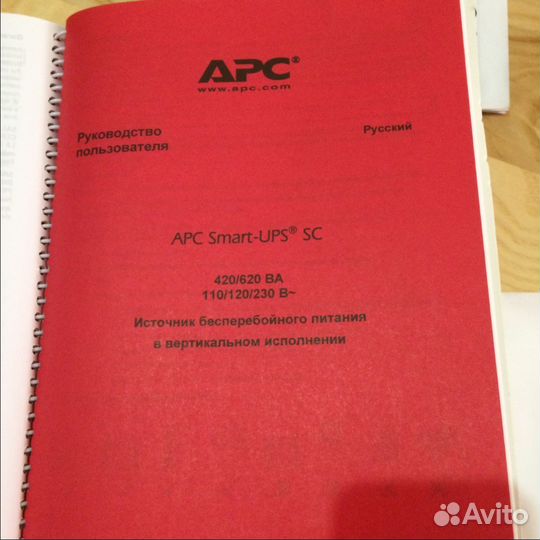 APC®
www.apc.com
Руководство
пользователя
Русский
APC Smart-UPS® SC
420/620 ВА
110/120/230 В~
Источник бесперебойного питания
в вертикальном исполнении
Avito